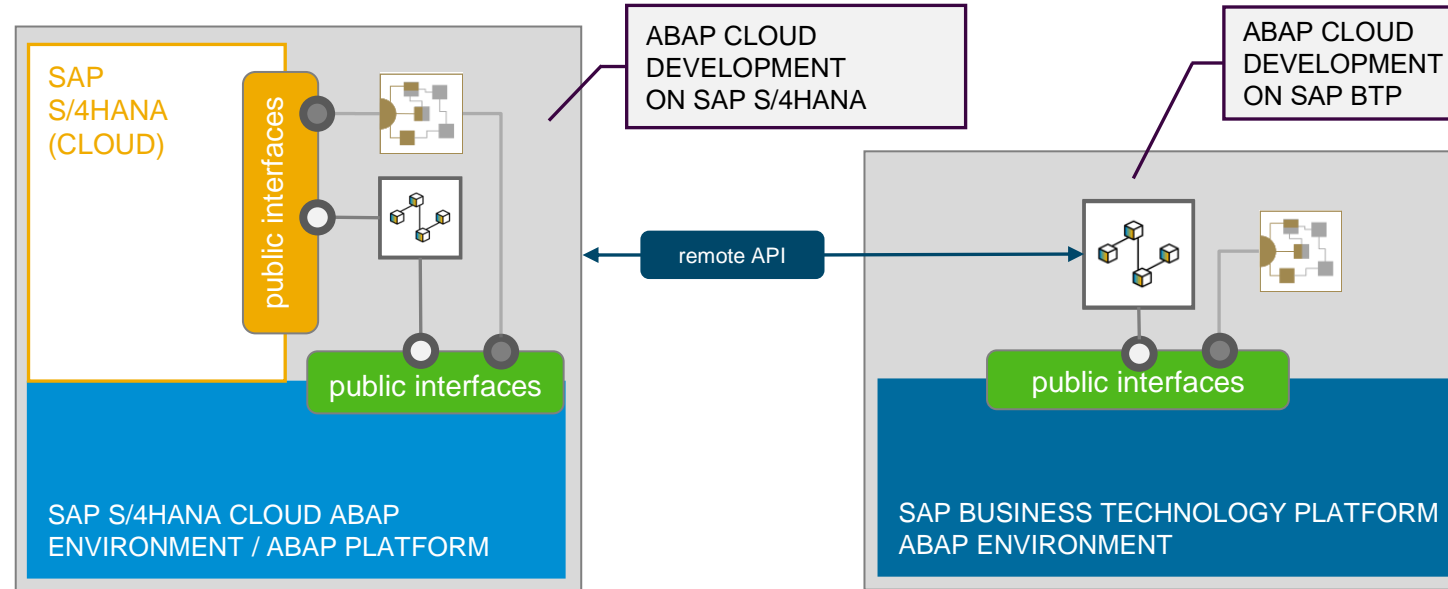 SAP
S/4HANA
(CLOUD)
public interfaces
ABAP CLOUD
DEVELOPMENT
ON SAP S/4HANA
public interfaces
SAP S/4HANA CLOUD ABAP
ENVIRONMENT / ABAP PLATFORM
remote API
ABAP CLOUD
DEVELOPMENT
ON SAP BTP
public interfaces
SAP BUSINESS TECHNOLOGY PLATFORM
ABAP ENVIRONMENT